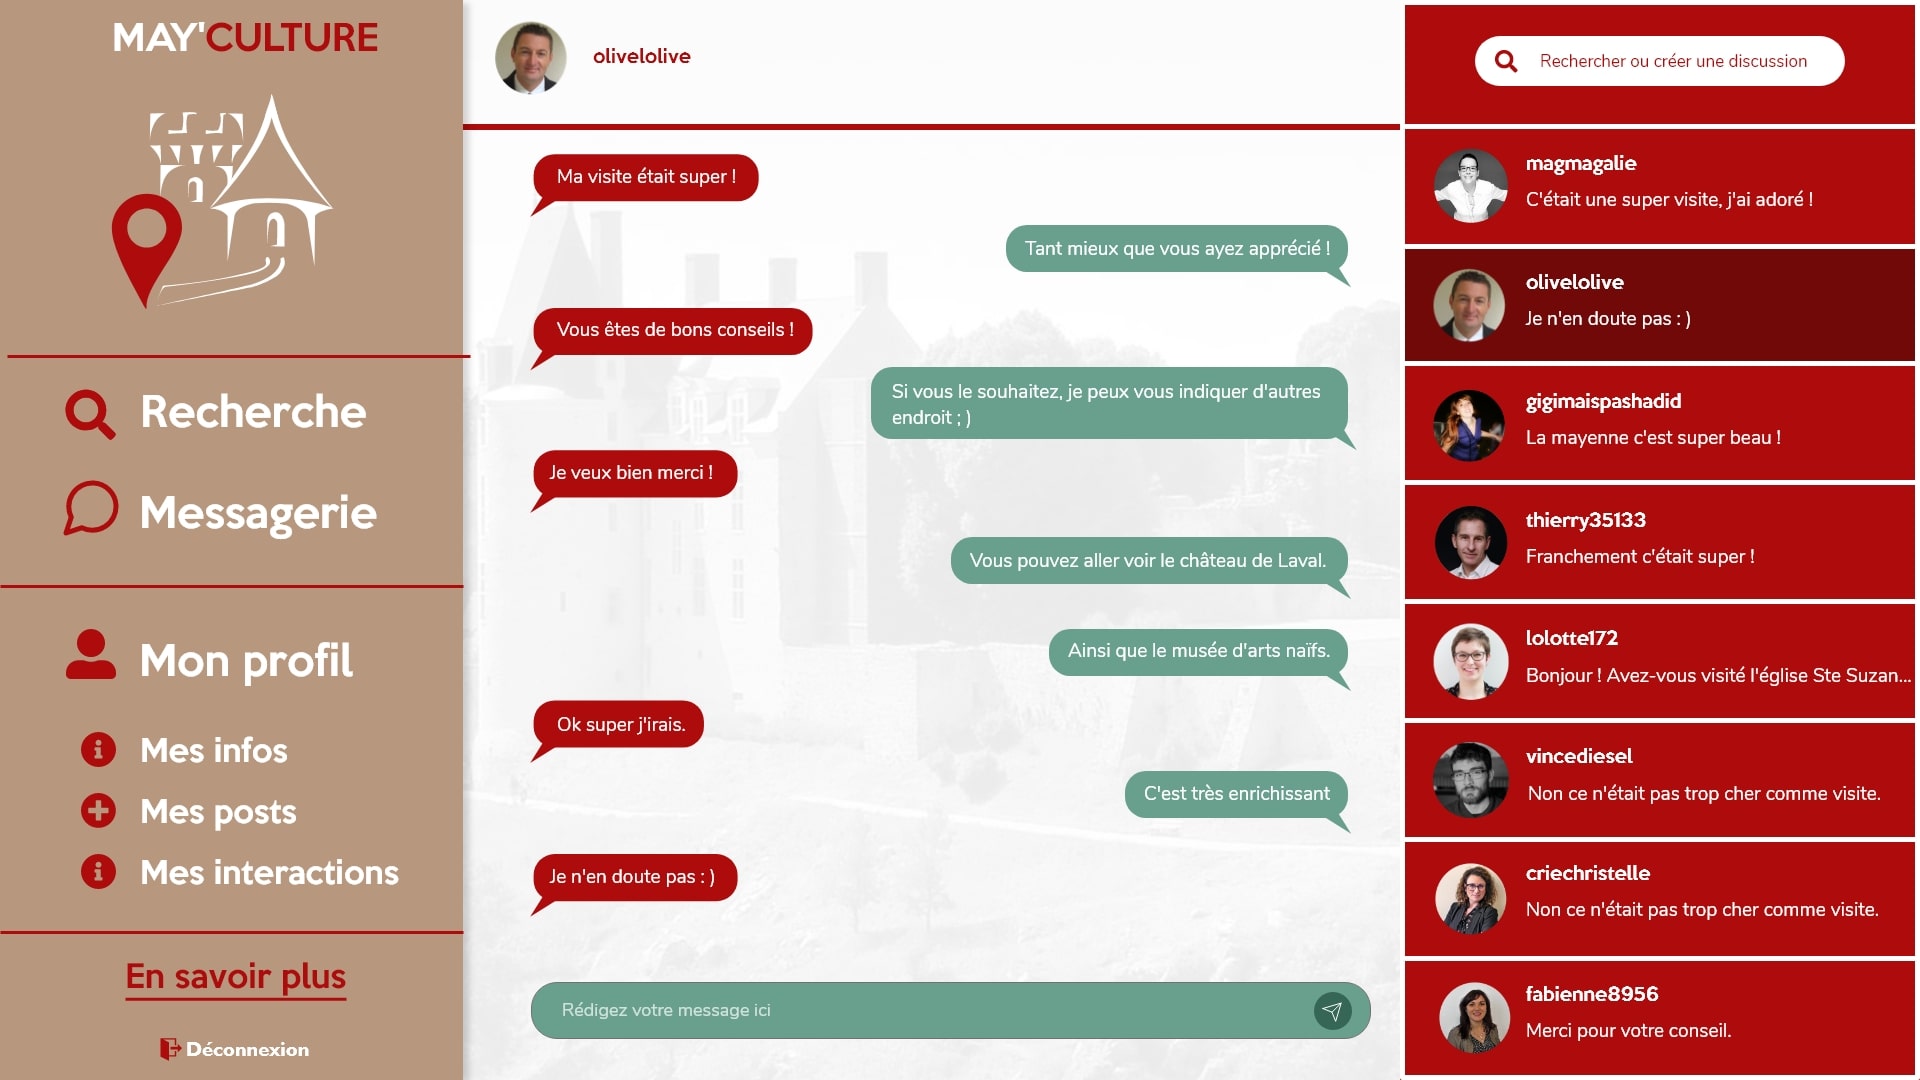 MAY'CULTURE
Recherche
Messagerie
Mon profil
Mes infos
Mes posts
Mes interactions
En savoir plus
Déconnexion
olivelolive
Ma visite était super !
Tant mieux que vous ayez apprécié !
Vous êtes de bons conseils !
Si vous le souhaitez, je peux vous indiquer d'autres
endroit ; )
Je veux bien merci !
Vous pouvez aller voir le château de Laval.
Ainsi que le musée d'arts naïfs.
Ok super j'irais.
C'est très enrichissant
Je n'en doute pas : )
Rédigez votre message ici
Rechercher ou créer une discussion
magmagalie
C'était une super visite, j'ai adoré !
olivelolive
Je n'en doute pas : )
gigimaispashadid
La mayenne c'est super beau !
thierry35133
Franchement c'était super !
lolotte172
Bonjour ! Avez-vous visité l'église Ste Suzan...
vincediesel
Non ce n'était pas trop cher comme visite.
criechristelle
Non ce n'était pas trop cher comme visite.
fabienne8956
Merci pour votre conseil.